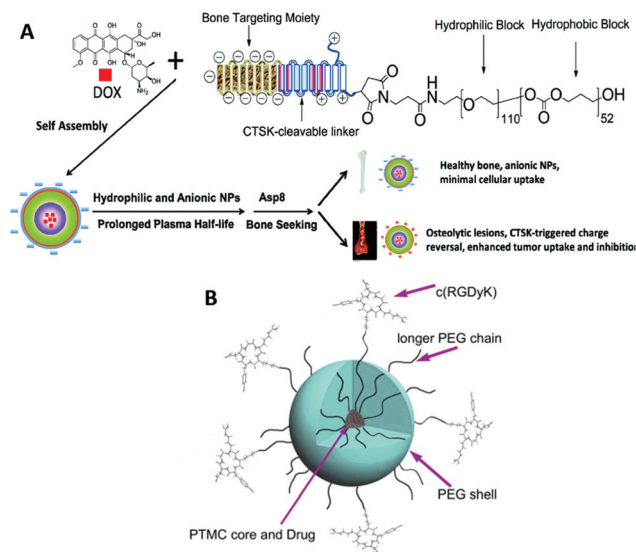 A
Bone Targeting Moiety
Hydrophilic Block
Hydrophobic Block
DOX
CTSK-cleavable linker
110
52
Self Assembly
Healthy bone, anionic NPs,
minimal cellular uptake
Hydrophilic and Anionic NPs
Asp8
Prolonged Plasma Half-life
Bone Seeking
Osteolytic lesions, CTSK-triggered charge
reversal, enhanced tumor uptake and inhibition
B
c(RGDyK)
longer PEG chain
PEG shell
PTMC core and Drug